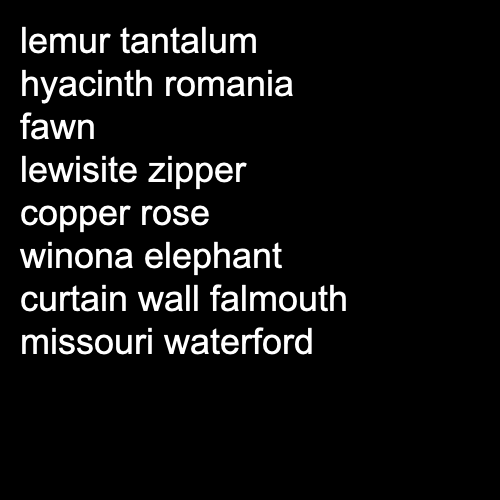 lemur tantalum
hyacinth romania
fawn
lewisite zipper
copper rose
winona elephant
curtain wall falmouth
missouri waterford